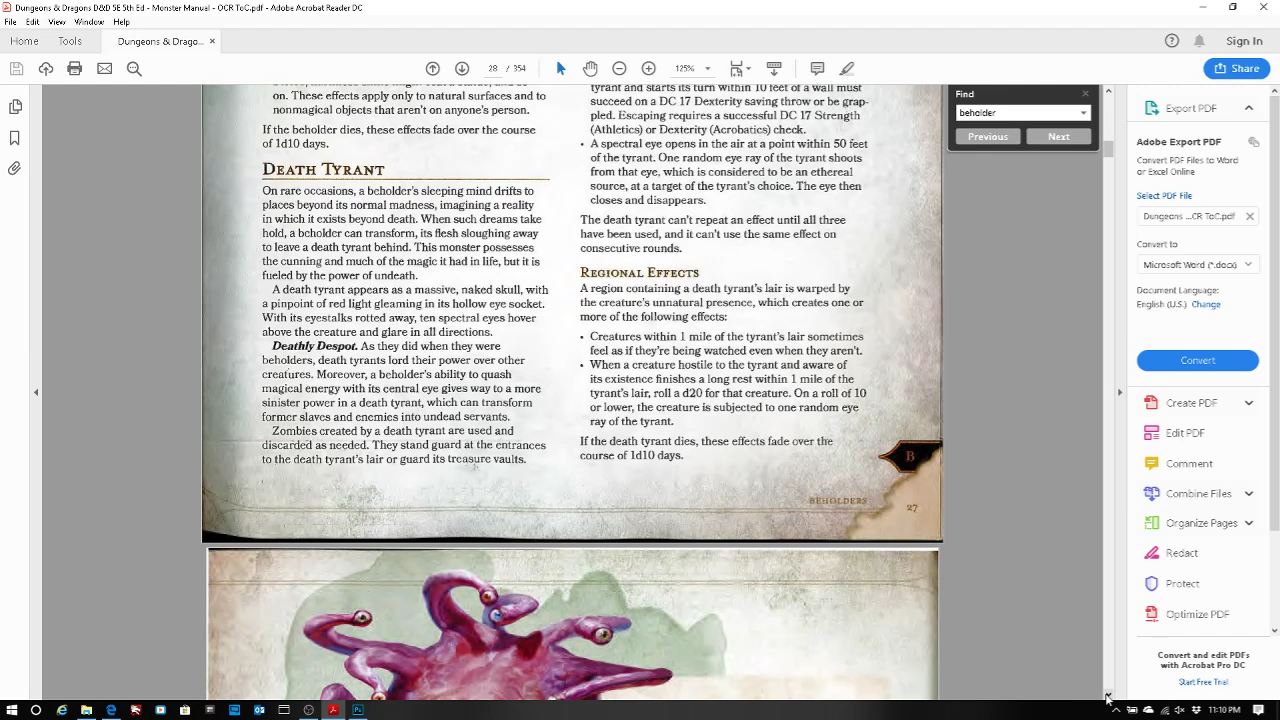 Dungeons & Dragons D&D 5E 5th Ed - Monster Manual - OCR ToC.pdf - Adobe Acrobat Reader DC
File Edit View Window Help
Home Tools Dungeons & Drago... × Sign In
28 / 354 125% Share
on. These effects apply only to natural surfaces and to
nonmagical objects that aren't on anyone's person.
If the beholder dies, these effects fade over the course
of 1d10 days.
DEATH TYRANT
On rare occasions, a beholder's sleeping mind drifts to
places beyond its normal madness, imagining a reality
in which it exists beyond death. When such dreams take
hold, a beholder can transform, its flesh sloughing away
to leave a death tyrant behind. This monster possesses
the cunning and much of the magic it had in life, but it is
fueled by the power of undeath.
A death tyrant appears as a massive, naked skull, with
a pinpoint of red light gleaming in its hollow eye socket.
With its eyestalks rotted away, ten spectral eyes hover
above the creature and glare in all directions.
Deathly Despot. As they did when they were
beholders, death tyrants lord their power over other
creatures. Moreover, a beholder's ability to quash
magical energy with its central eye gives way to a more
sinister power in a death tyrant, which can transform
former slaves and enemies into undead servants.
Zombies created by a death tyrant are used and
discarded as needed. They stand guard at the entrances
to the death tyrant's lair or guard its treasure vaults.
tyrant and starts its turn within 10 feet of a wall must
succeed on a DC 17 Dexterity saving throw or be grap-
pled. Escaping requires a successful DC 17 Strength
(Athletics) or Dexterity (Acrobatics) check.
• A spectral eye opens in the air at a point within 50 feet
of the tyrant. One random eye ray of the tyrant shoots
from that eye, which is considered to be an ethereal
source, at a target of the tyrant's choice. The eye then
closes and disappears.
The death tyrant can't repeat an effect until all three
have been used, and it can't use the same effect on
consecutive rounds.
REGIONAL EFFECTS
A region containing a death tyrant's lair is warped by
the creature's unnatural presence, which creates one or
more of the following effects:
• Creatures within 1 mile of the tyrant's lair sometimes
feel as if they're being watched even when they aren't.
• When a creature hostile to the tyrant and aware of
its existence finishes a long rest within 1 mile of the
tyrant's lair, roll a d20 for that creature. On a roll of 10
or lower, the creature is subjected to one random eye
ray of the tyrant.
If the death tyrant dies, these effects fade over the
course of 1d10 days.
B
BEHOLDERS
27
Find
beholder
Previous Next
Export PDF
Adobe Export PDF
Convert PDF Files to Word
or Excel Online
Select PDF File
Dungeons ...CR ToC.pdf ×
Convert to
Microsoft Word (*.docx)
Document Language:
English (U.S.) Change
Convert
Create PDF
Edit PDF
Comment
Combine Files
Organize Pages
Redact
Protect
Optimize PDF
Convert and edit PDFs
with Acrobat Pro DC
Start Free Trial
11:10 PM